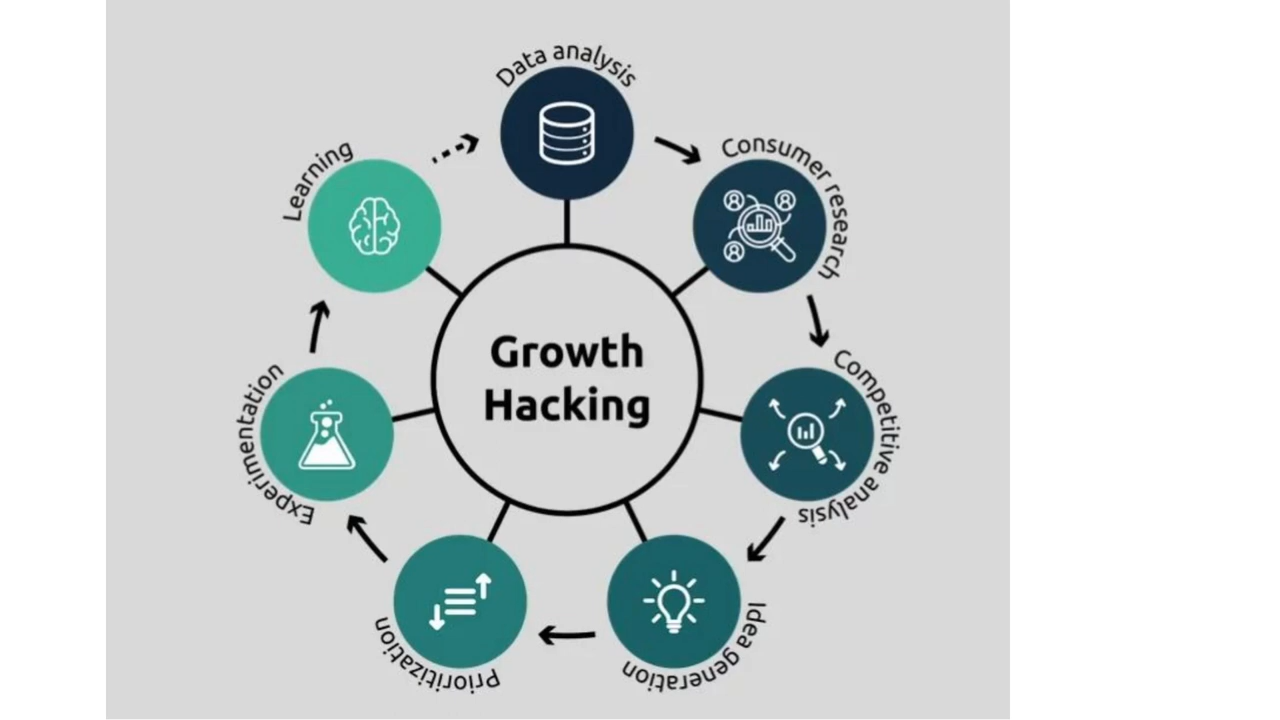 Data analysis
Consumer research
Competitive analysis
Idea generation
Prioritization
Experimentation
Learning
Growth
Hacking